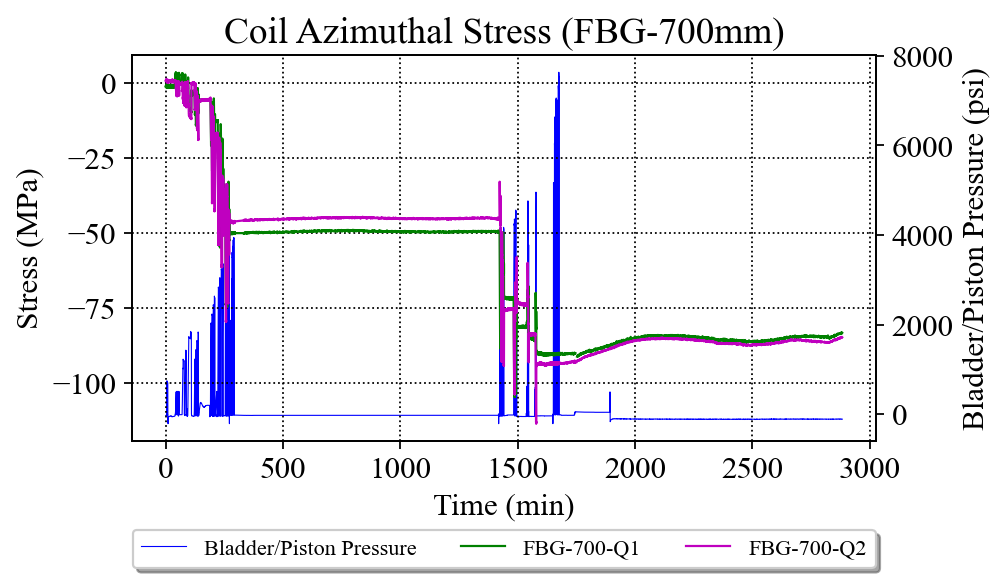 Coil Azimuthal Stress (FBG-700mm)
Stress (MPa)
0
−25
−50
−75
−100
8000
6000
4000
2000
0
Bladder/Piston Pressure (psi)
0 500 1000 1500 2000 2500 3000
Time (min)
Bladder/Piston Pressure FBG-700-Q1 FBG-700-Q2